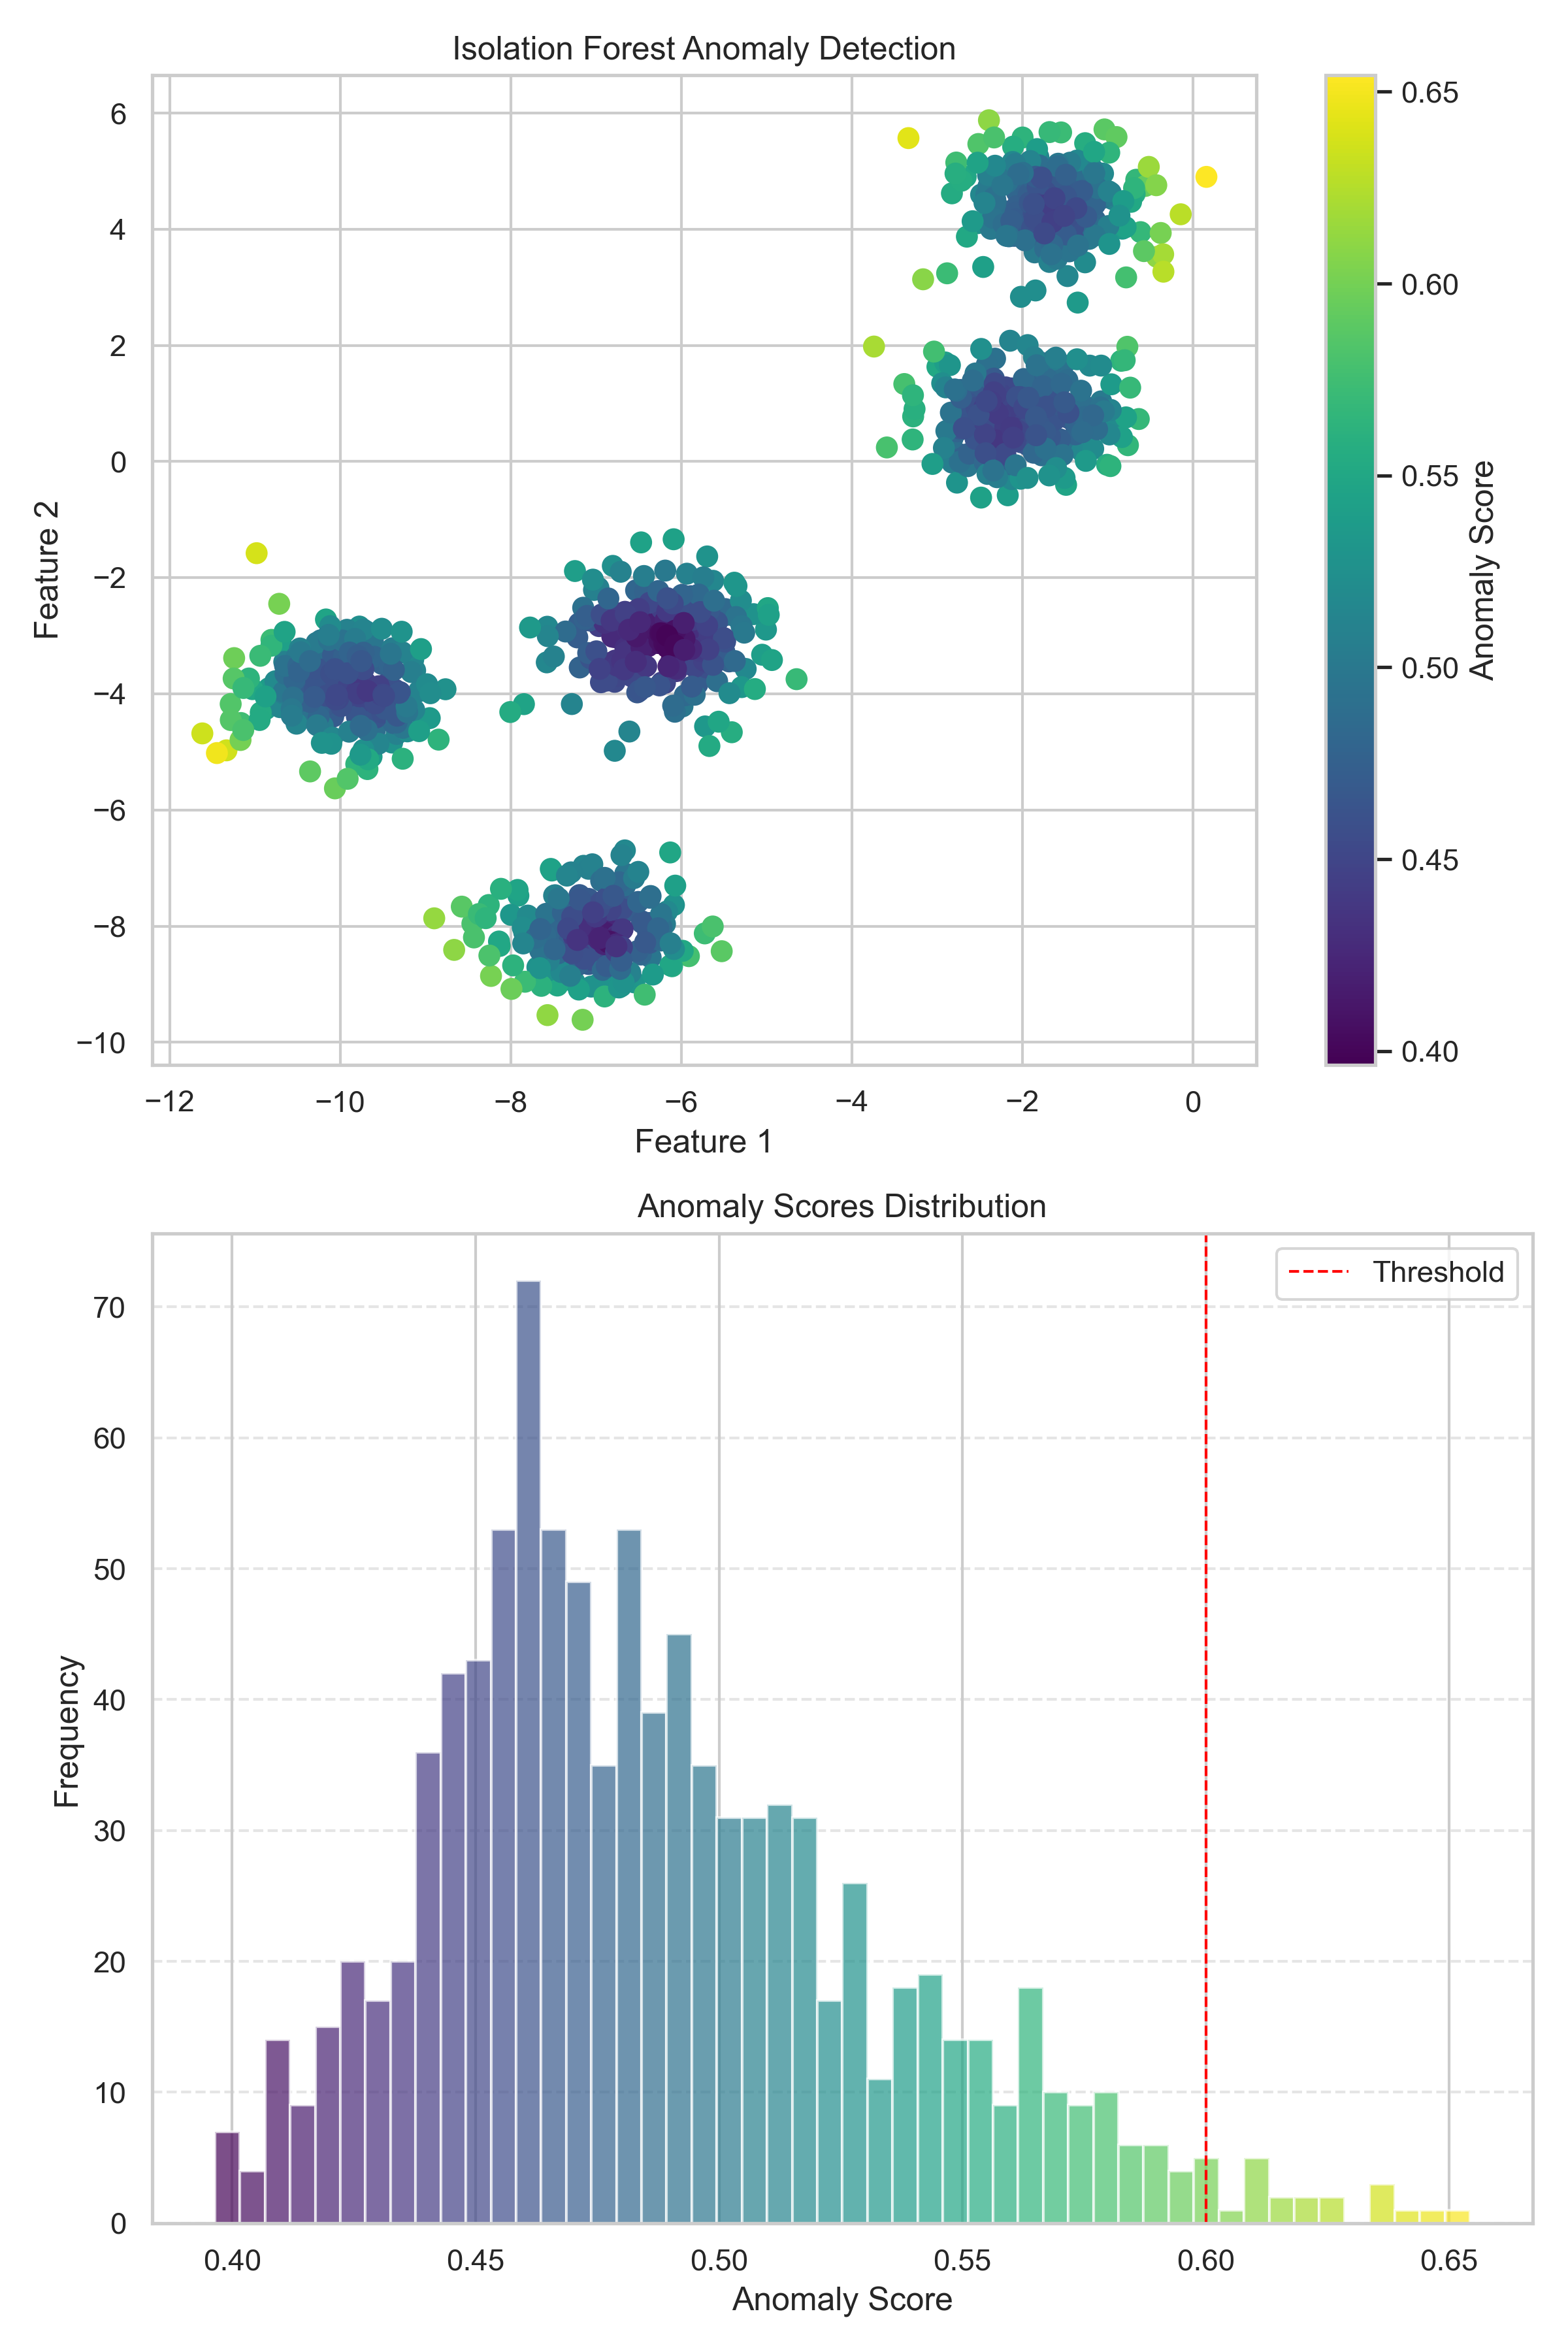 Isolation Forest Anomaly Detection
6
4
2
0
−2
−4
−6
−8
−10
Feature 2
−12 −10 −8 −6 −4 −2 0
Feature 1
0.65
0.60
0.55
0.50
0.45
0.40
Anomaly Score
Anomaly Scores Distribution
Threshold
70
60
50
40
30
20
10
0
Frequency
0.40 0.45 0.50 0.55 0.60 0.65
Anomaly Score